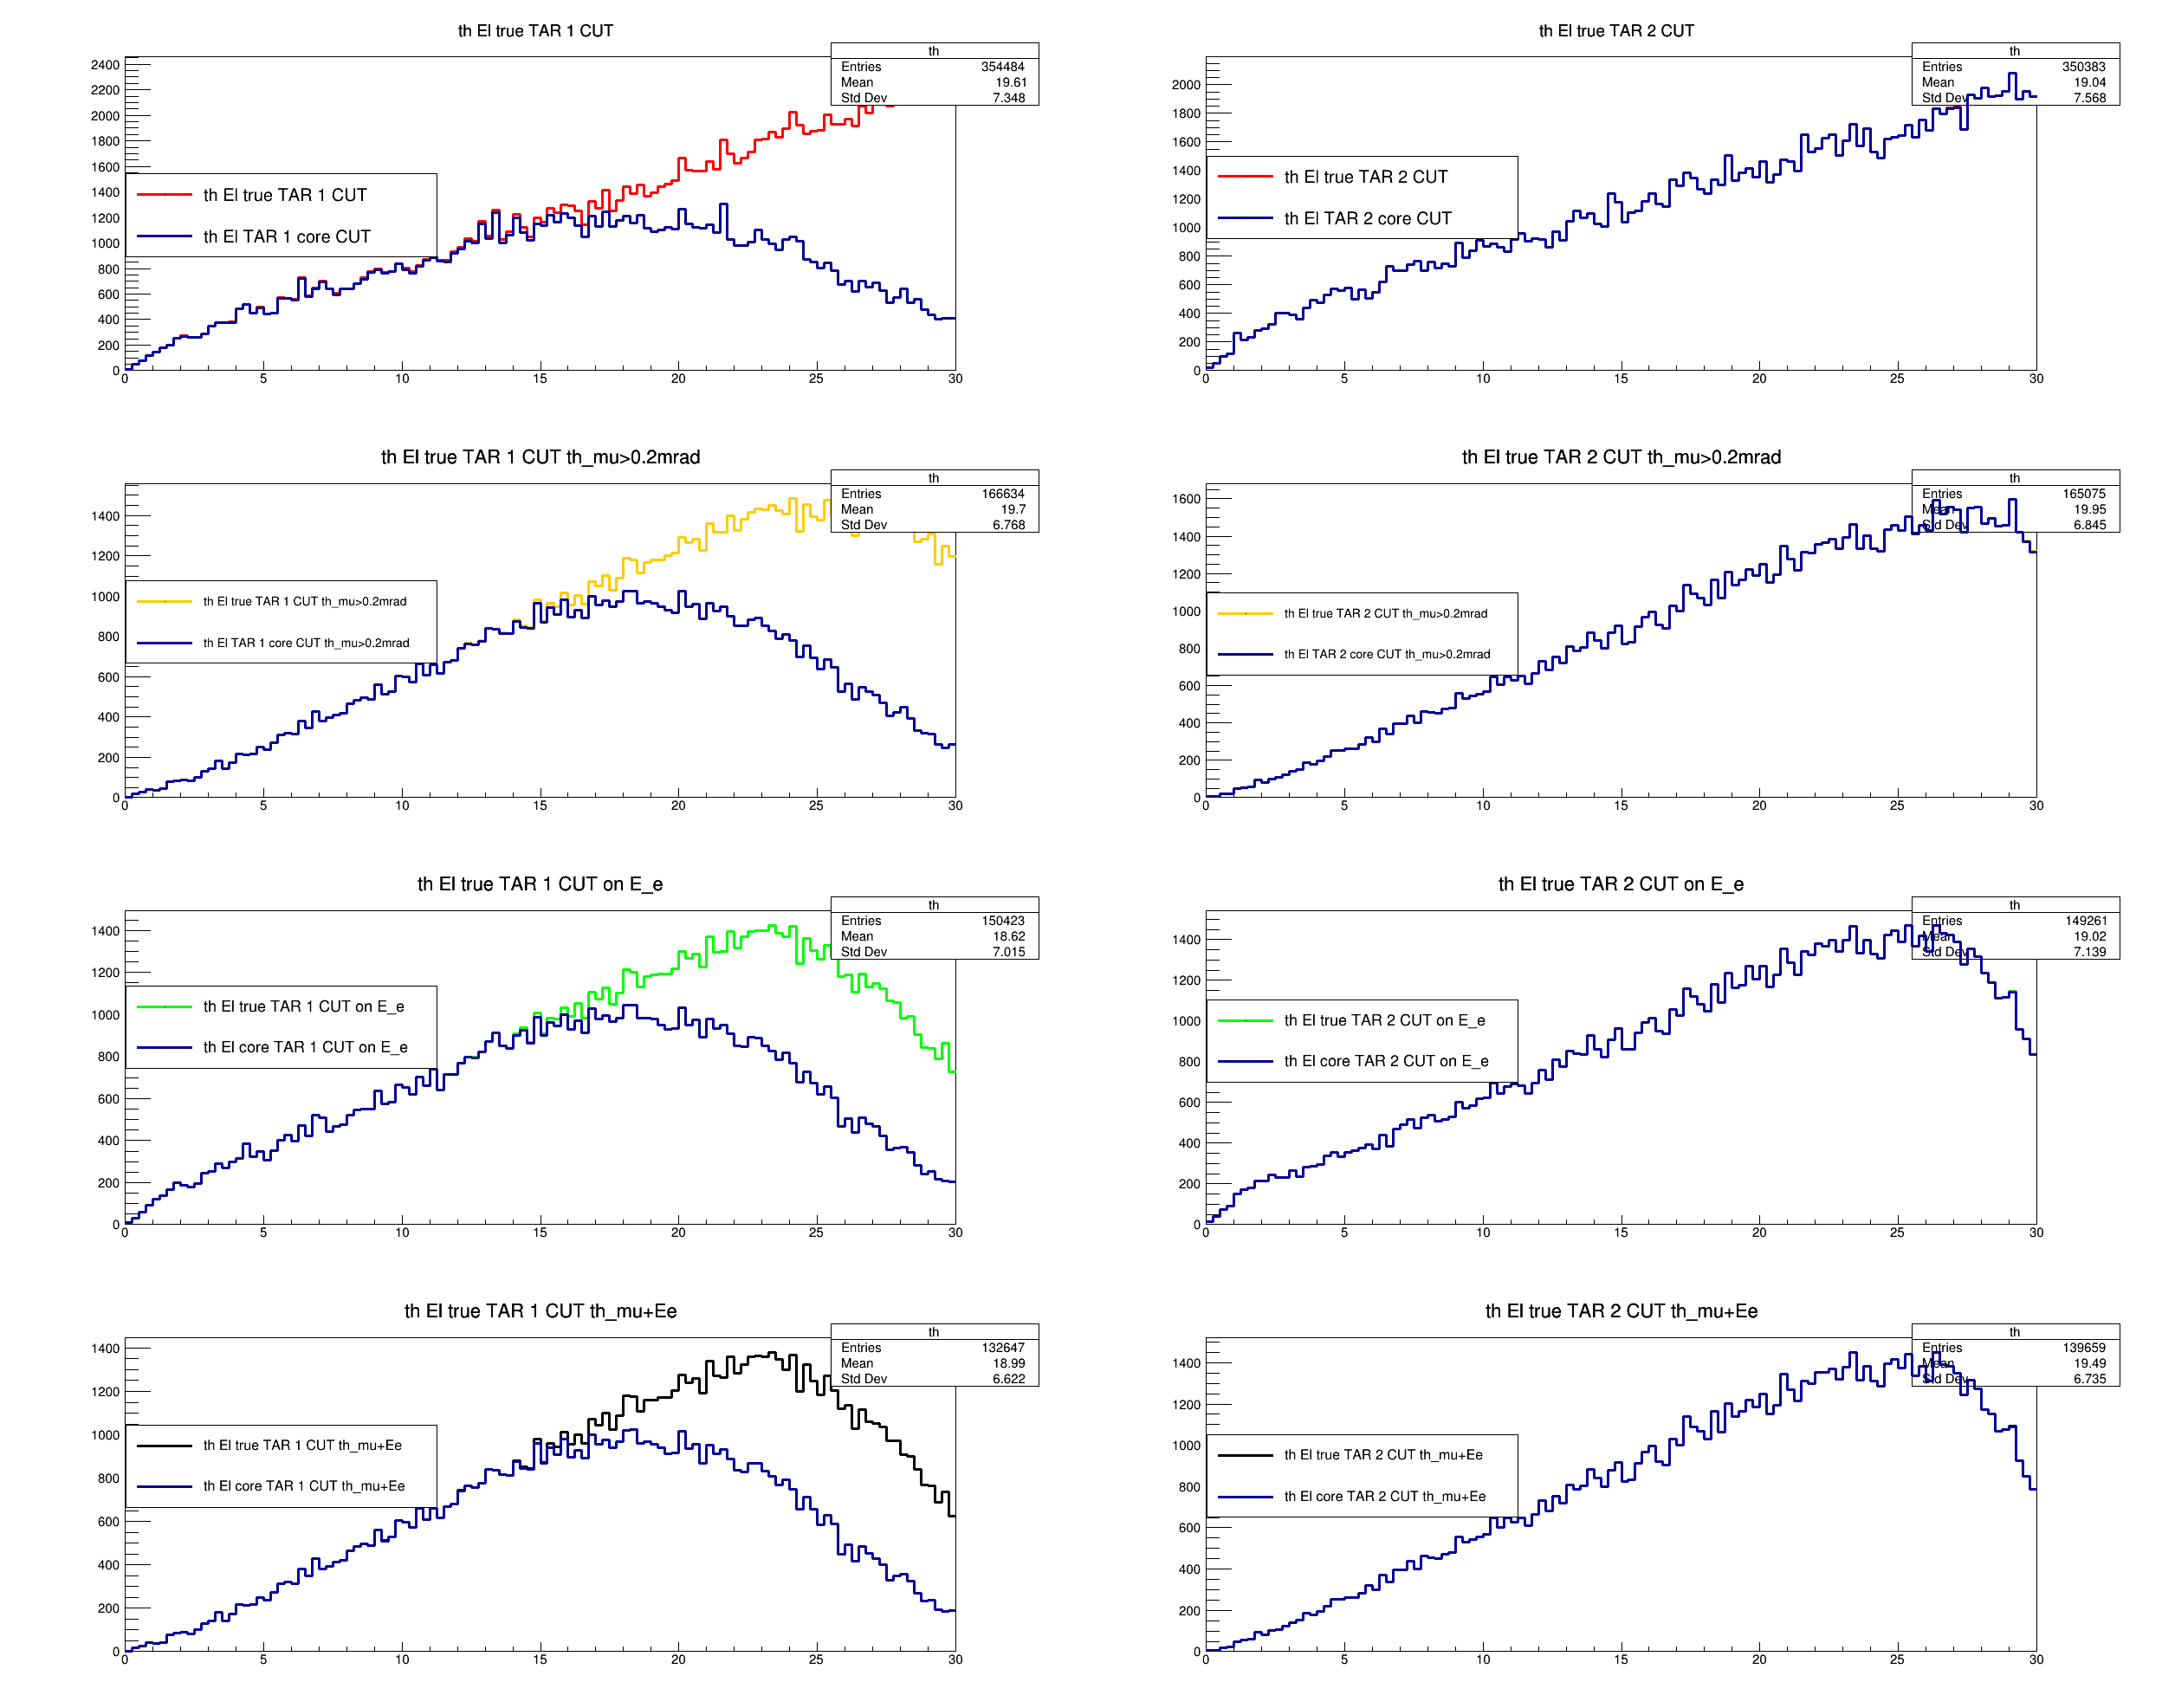 th El true TAR 1 CUT
th
Entries 354484
Mean 19.61
Std Dev 7.348
2400
2200
2000
1800
1600
1400
1200
1000
800
600
400
200
0
th El true TAR 1 CUT
th El TAR 1 core CUT
0 5 10 15 20 25 30
th El true TAR 2 CUT
th
Entries 350383
Mean 19.04
Std Dev 7.568
2000
1800
1600
1400
1200
1000
800
600
400
200
0
th El true TAR 2 CUT
th El TAR 2 core CUT
0 5 10 15 20 25 30
th El true TAR 1 CUT th_mu>0.2mrad
th
Entries 166634
Mean 19.7
Std Dev 6.768
1400
1200
1000
800
600
400
200
0
th El true TAR 1 CUT th_mu>0.2mrad
th El TAR 1 core CUT th_mu>0.2mrad
0 5 10 15 20 25 30
th El true TAR 2 CUT th_mu>0.2mrad
th
Entries 165075
Mean 19.95
Std Dev 6.845
1600
1400
1200
1000
800
600
400
200
0
th El true TAR 2 CUT th_mu>0.2mrad
th El TAR 2 core CUT th_mu>0.2mrad
0 5 10 15 20 25 30
th El true TAR 1 CUT on E_e
th
Entries 150423
Mean 18.62
Std Dev 7.015
1400
1200
1000
800
600
400
200
0
th El true TAR 1 CUT on E_e
th El core TAR 1 CUT on E_e
0 5 10 15 20 25 30
th El true TAR 2 CUT on E_e
th
Entries 149261
Mean 19.02
Std Dev 7.139
1400
1200
1000
800
600
400
200
0
th El true TAR 2 CUT on E_e
th El core TAR 2 CUT on E_e
0 5 10 15 20 25 30
th El true TAR 1 CUT th_mu+Ee
th
Entries 132647
Mean 18.99
Std Dev 6.622
1400
1200
1000
800
600
400
200
0
th El true TAR 1 CUT th_mu+Ee
th El core TAR 1 CUT th_mu+Ee
0 5 10 15 20 25 30
th El true TAR 2 CUT th_mu+Ee
th
Entries 139659
Mean 19.49
Std Dev 6.735
1400
1200
1000
800
600
400
200
0
th El true TAR 2 CUT th_mu+Ee
th El core TAR 2 CUT th_mu+Ee
0 5 10 15 20 25 30